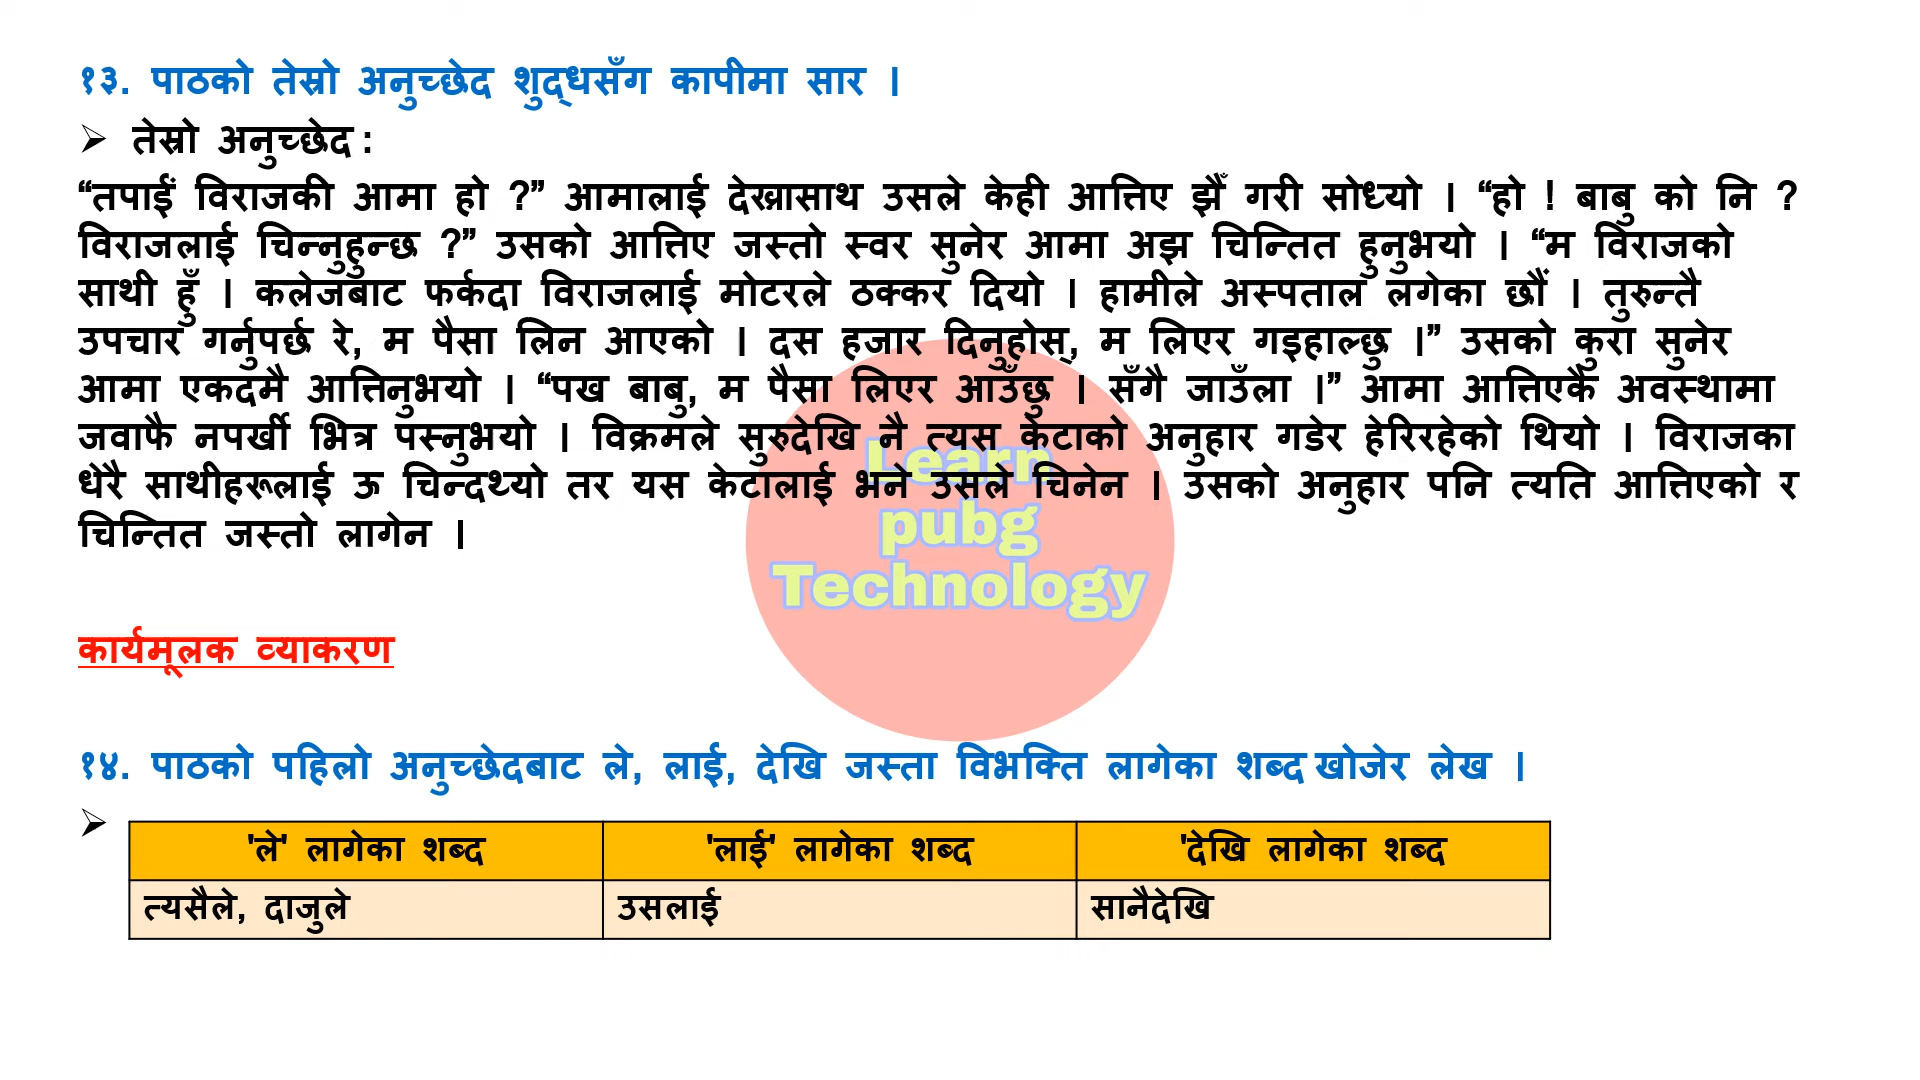 १३. पाठको तेस्रो अनुच्छेद शुद्धसँग कापीमा सार ।
➢ तेस्रो अनुच्छेद :
“तपाईं विराजकी आमा हो ?” आमालाई देख्नासाथ उसले केही आत्तिए झैँ गरी सोध्यो । “हो ! बाबु को नि ?
विराजलाई चिन्नुहुन्छ ?” उसको आत्तिए जस्तो स्वर सुनेर आमा अझ चिन्तित हुनुभयो । “म विराजको
साथी हुँ । कलेजबाट फर्कदा विराजलाई मोटरले ठक्कर दियो । हामीले अस्पताल लगेका छौं । तुरुन्तै
उपचार गर्नुपर्छ रे, म पैसा लिन आएको । दस हजार दिनुहोस्, म लिएर गइहाल्छु ।” उसको कुरा सुनेर
आमा एकदमै आत्तिनुभयो । “पख बाबु, म पैसा लिएर आउँछु । सँगै जाउँला ।” आमा आत्तिएकै अवस्थामा
जवाफै नपर्खी भित्र पस्नुभयो । विक्रमले सुरुदेखि नै त्यस केटाको अनुहार गडेर हेरिरहेको थियो । विराजका
धेरै साथीहरूलाई ऊ चिन्दथ्यो तर यस केटालाई भने उसले चिनेन । उसको अनुहार पनि त्यति आत्तिएको र
चिन्तित जस्तो लागेन ।
Learn
pubg
Technology
कार्यमूलक व्याकरण
१४. पाठको पहिलो अनुच्छेदबाट ले, लाई, देखि जस्ता विभक्ति लागेका शब्द खोजेर लेख ।
➢
'ले' लागेका शब्द 'लाई' लागेका शब्द 'देखि लागेका शब्द
त्यसैले, दाजुले उसलाई सानैदेखि